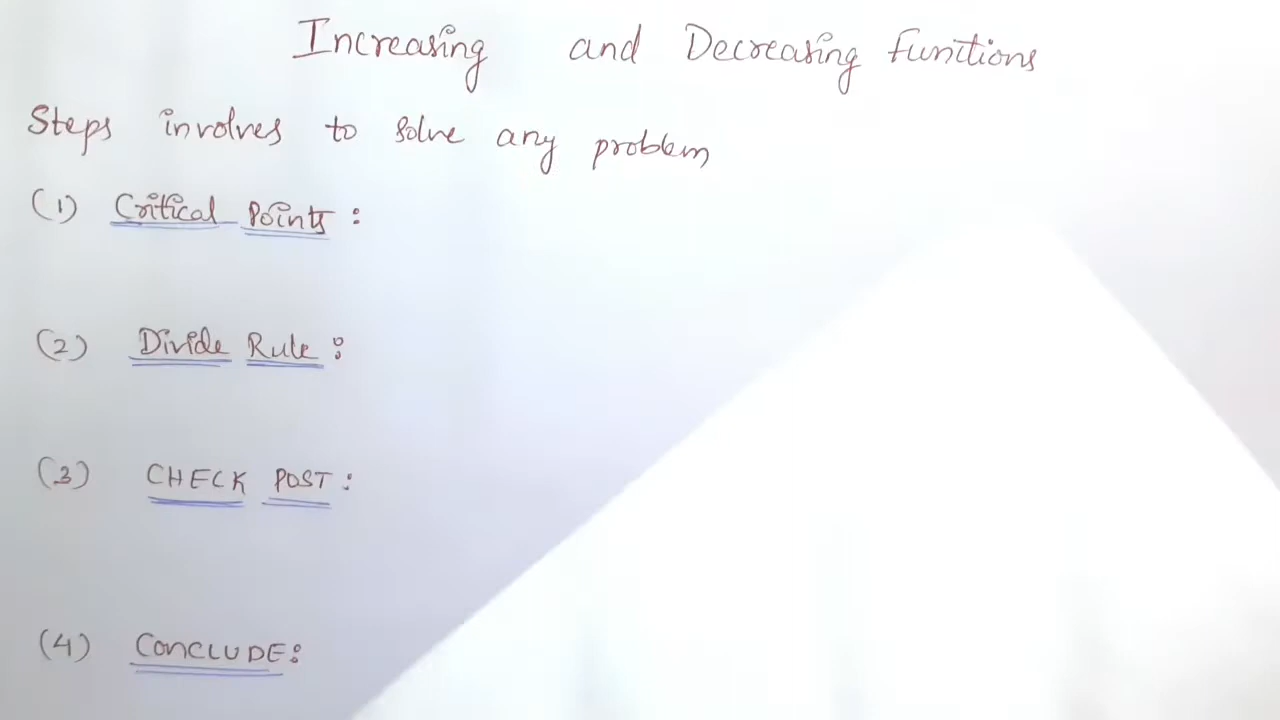 Increasing and Decreasing Funitions
Steps involves to solve any problem
(1) Critical Points :
(2) Divide Rule :
(3) CHECK POST :
(4) CONCLUDE :